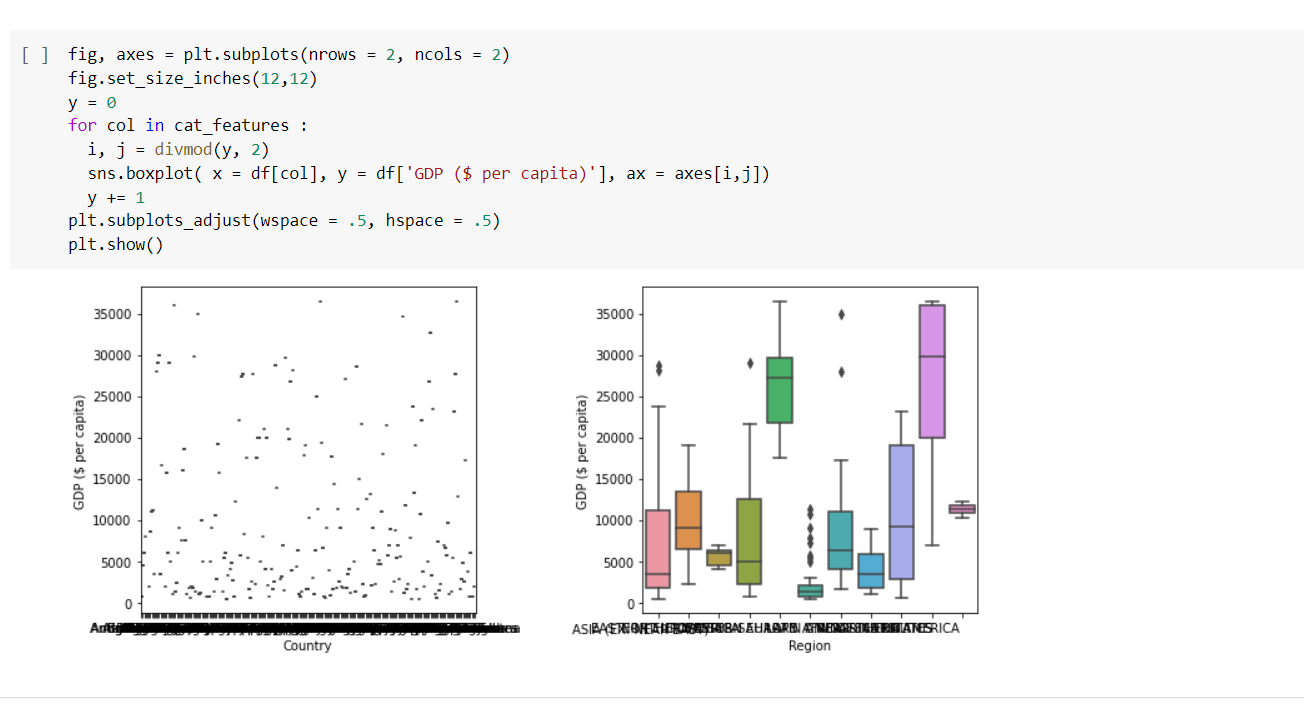 [ ] fig, axes = plt.subplots(nrows = 2, ncols = 2)
fig.set_size_inches(12,12)
y = 0
for col in cat_features :
  i, j = divmod(y, 2)
  sns.boxplot( x = df[col], y = df['GDP ($ per capita)'], ax = axes[i,j])
  y += 1
plt.subplots_adjust(wspace = .5, hspace = .5)
plt.show()
GDP ($ per capita)
35000
30000
25000
20000
15000
10000
5000
0
Country
GDP ($ per capita)
35000
30000
25000
20000
15000
10000
5000
0
Region